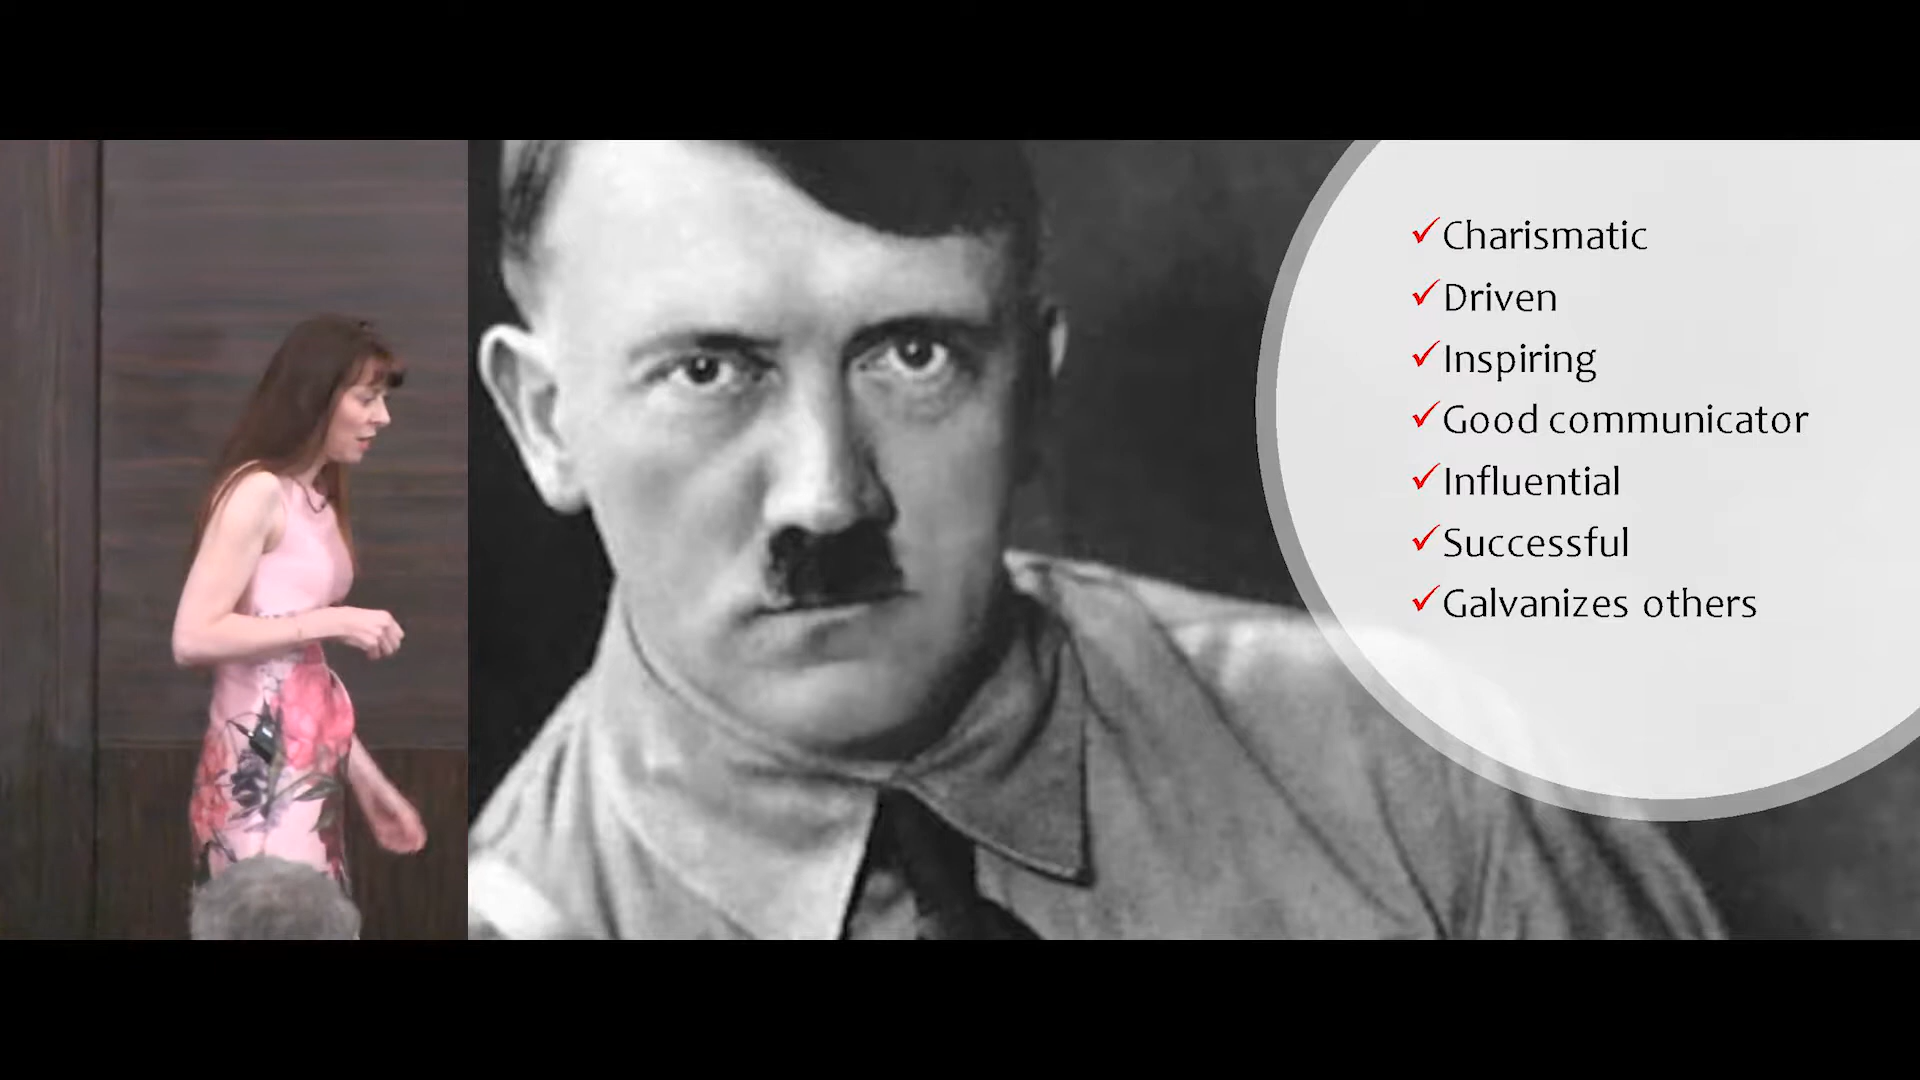 Charismatic
Driven
Inspiring
Good communicator
Influential
Successful
Galvanizes others